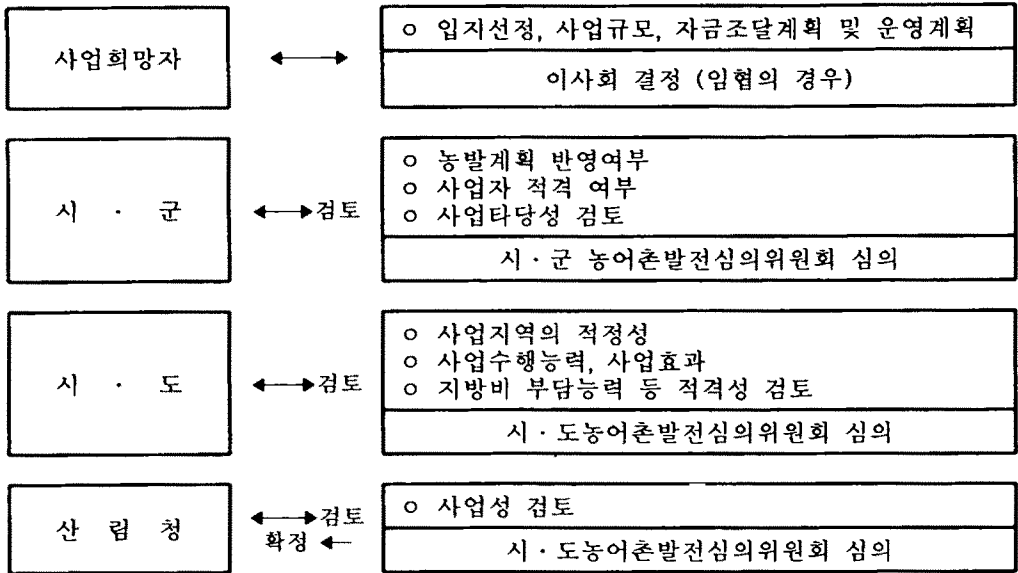 사업희망자 ↔ ○ 입지선정, 사업규모, 자금조달계획 및 운영계획
이사회 결정 (임협의 경우)
시 · 군 ↔ 검토
○ 농발계획 반영여부
○ 사업자 적격 여부
○ 사업타당성 검토
시 · 군 농어촌발전심의위원회 심의
시 · 도 ↔ 검토
○ 사업지역의 적정성
○ 사업수행능력, 사업효과
○ 지방비 부담능력 등 적격성 검토
시 · 도농어촌발전심의위원회 심의
산 림 청 ↔ 검토
확정 ←
○ 사업성 검토
시 · 도농어촌발전심의위원회 심의